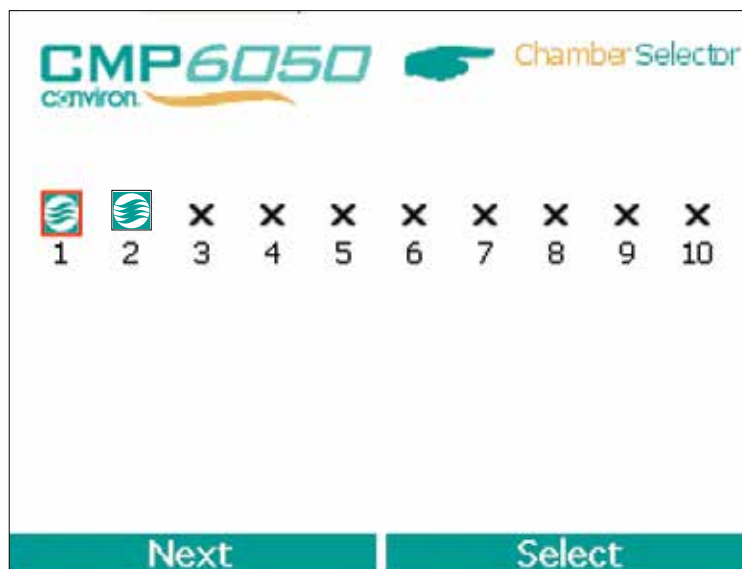 CMP6050 Chamber Selector
conviron.
X X X X X X X X
1 2 3 4 5 6 7 8 9 10
Next Select